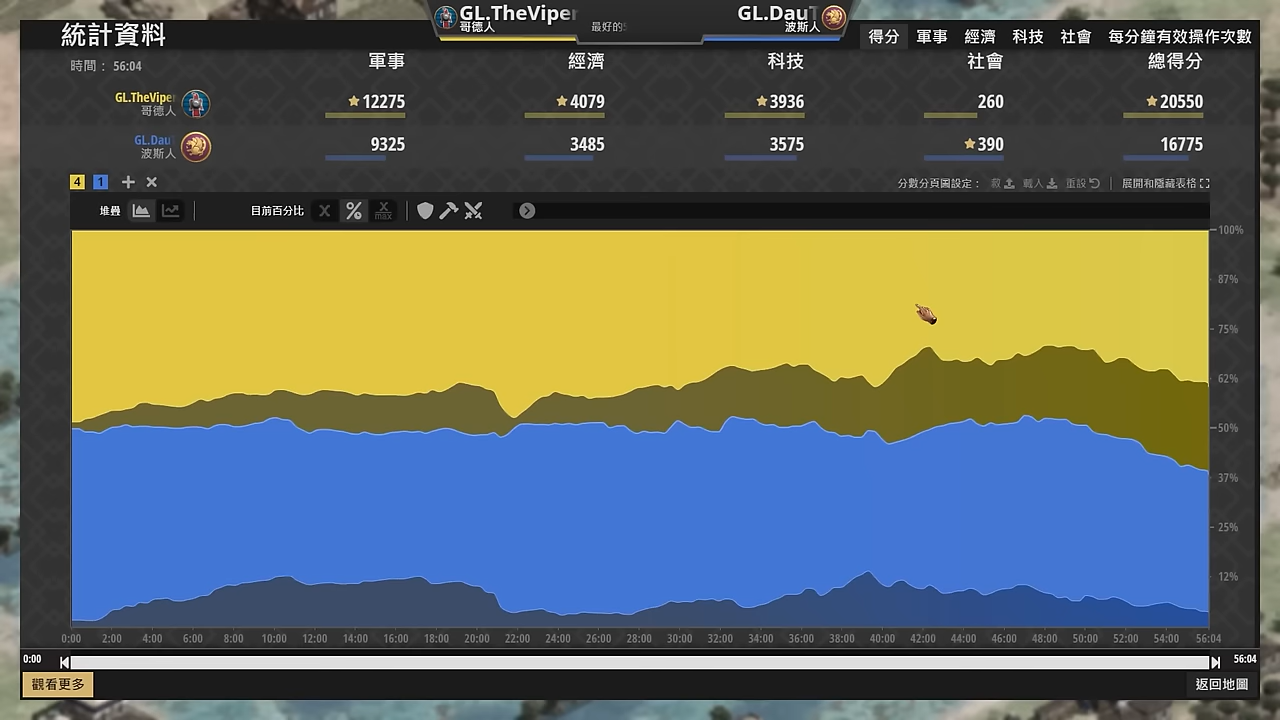 GL.TheViper
哥德人
最好的
GL.Dau
波斯人
統計資料
得分 軍事 經濟 科技 社會 每分鐘有效操作次數
時間： 56:04
軍事 經濟 科技 社會 總得分
GL.TheVipe
哥德人
12275 4079 3936 260 20550
GL.Dau
波斯人
9325 3485 3575 390 16775
4 1
分數分頁圖設定： 載入 重設 展開和隱藏表格
堆疊 目前百分比 X % X max
100%
87%
75%
62%
50%
37%
25%
12%
0:00 2:00 4:00 6:00 8:00 10:00 12:00 14:00 16:00 18:00 20:00 22:00 24:00 26:00 28:00 30:00 32:00 34:00 36:00 38:00 40:00 42:00 44:00 46:00 48:00 50:00 52:00 54:00 56:04
0:00 56:04
觀看更多 返回地圖